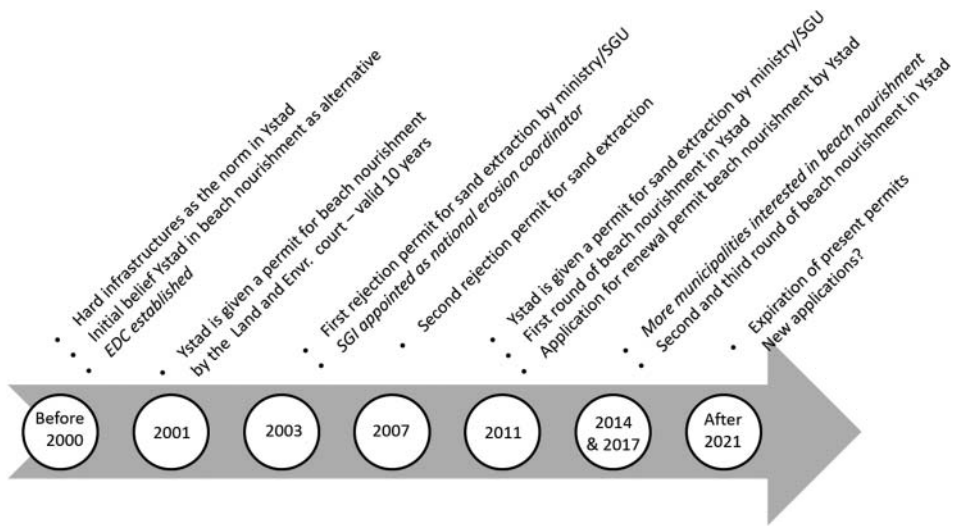 Hard infrastructures as the norm in Ystad
Initial belief Ystad in beach nourishment as alternative
EDC established
Ystad is given a permit for beach nourishment
by the Land and Envr. court – valid 10 years
First rejection permit for sand extraction by ministry/SGU
SGI appointed as national erosion coordinator
Second rejection permit for sand extraction
Ystad is given a permit for sand extraction by ministry/SGU
First round of beach nourishment in Ystad
Application for renewal permit beach nourishment by Ystad
More municipalities interested in beach nourishment
Second and third round of beach nourishment in Ystad
Expiration of present permits
New applications?
Before
2000
2001
2003
2007
2011
2014
& 2017
After
2021